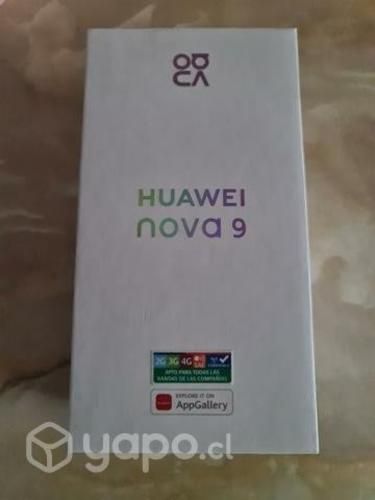 HUAWEI
nova 9
2G 3G 4G
APTO PARA TODAS LAS
BANDAS DE LAS COMPAÑÍAS
EXPLORE IT ON
AppGallery
yapo.cl